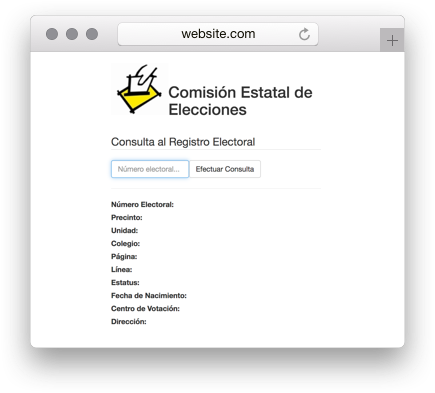 website.com
Comisión Estatal de
Elecciones
Consulta al Registro Electoral
Número electoral... Efectuar Consulta
Número Electoral:
Precinto:
Unidad:
Colegio:
Página:
Línea:
Estatus:
Fecha de Nacimiento:
Centro de Votación:
Dirección: